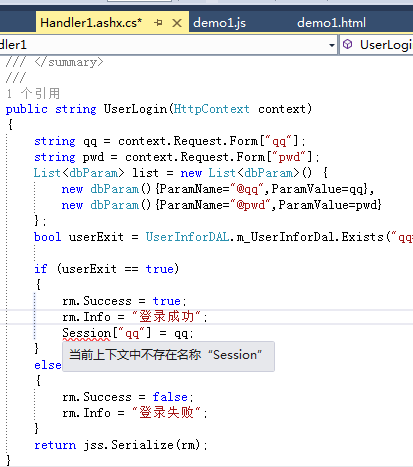 Handler1.ashx.cs* demo1.js demo1.html
dler1 UserLogin(
/// </summary>
///
1 个引用
public string UserLogin(HttpContext context)
{
string qq = context.Request.Form["qq"];
string pwd = context.Request.Form["pwd"];
List<dbParam> list = new List<dbParam>() {
new dbParam(){ParamName="@qq",ParamValue=qq},
new dbParam(){ParamName="@pwd",ParamValue=pwd}
};
bool userExit = UserInforDAL.m_UserInforDal.Exists("qq=
if (userExit == true)
{
rm.Success = true;
rm.Info = "登录成功";
Session["qq"] = qq;
}
当前上下文中不存在名称“Session”
else
{
rm.Success = false;
rm.Info = "登录失败";
}
return jss.Serialize(rm);